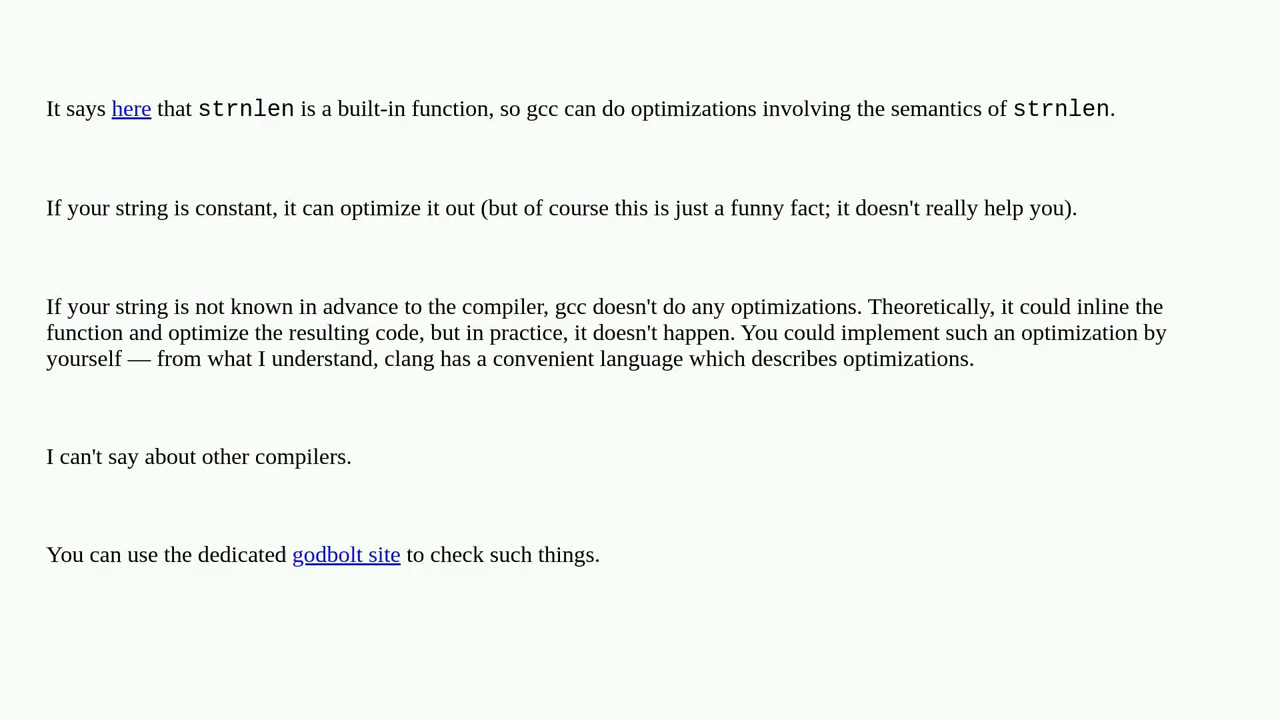 It says here that strnlen is a built-in function, so gcc can do optimizations involving the semantics of strnlen.
If your string is constant, it can optimize it out (but of course this is just a funny fact; it doesn't really help you).
If your string is not known in advance to the compiler, gcc doesn't do any optimizations. Theoretically, it could inline the
function and optimize the resulting code, but in practice, it doesn't happen. You could implement such an optimization by
yourself — from what I understand, clang has a convenient language which describes optimizations.
I can't say about other compilers.
You can use the dedicated godbolt site to check such things.